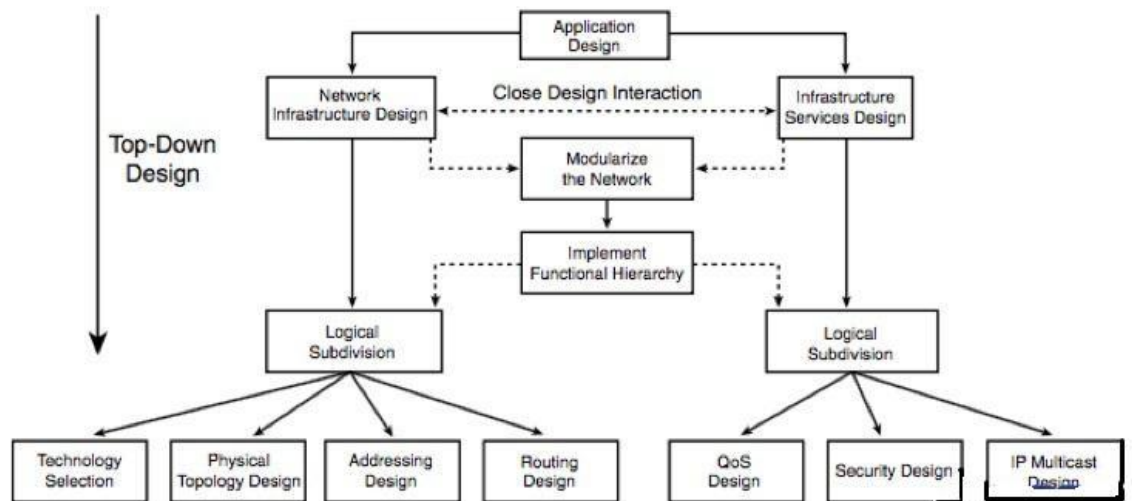 Application
Design
Network
Infrastructure Design
Close Design Interaction
Infrastructure
Services Design
Top-Down
Design
Modularize
the Network
Implement
Functional Hierarchy
Logical
Subdivision
Logical
Subdivision
Technology
Selection
Physical
Topology Design
Addressing
Design
Routing
Design
QoS
Design
Security Design
IP Multicast
Design